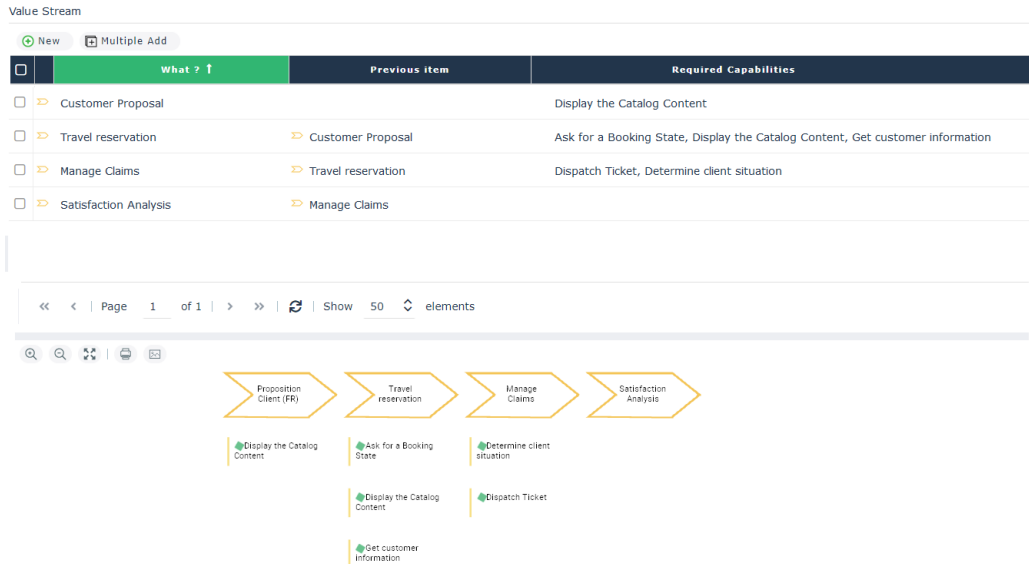 Value Stream
New Multiple Add
What ? ↑ Previous item Required Capabilities
Customer Proposal Display the Catalog Content
Travel reservation Customer Proposal Ask for a Booking State, Display the Catalog Content, Get customer information
Manage Claims Travel reservation Dispatch Ticket, Determine client situation
Satisfaction Analysis Manage Claims
Page 1 of 1 Show 50 elements
Proposition
Client (FR)
Travel
reservation
Manage
Claims
Satisfaction
Analysis
Display the Catalog
Content
Ask for a Booking
State
Determine client
situation
Display the Catalog
Content
Dispatch Ticket
Get customer
information